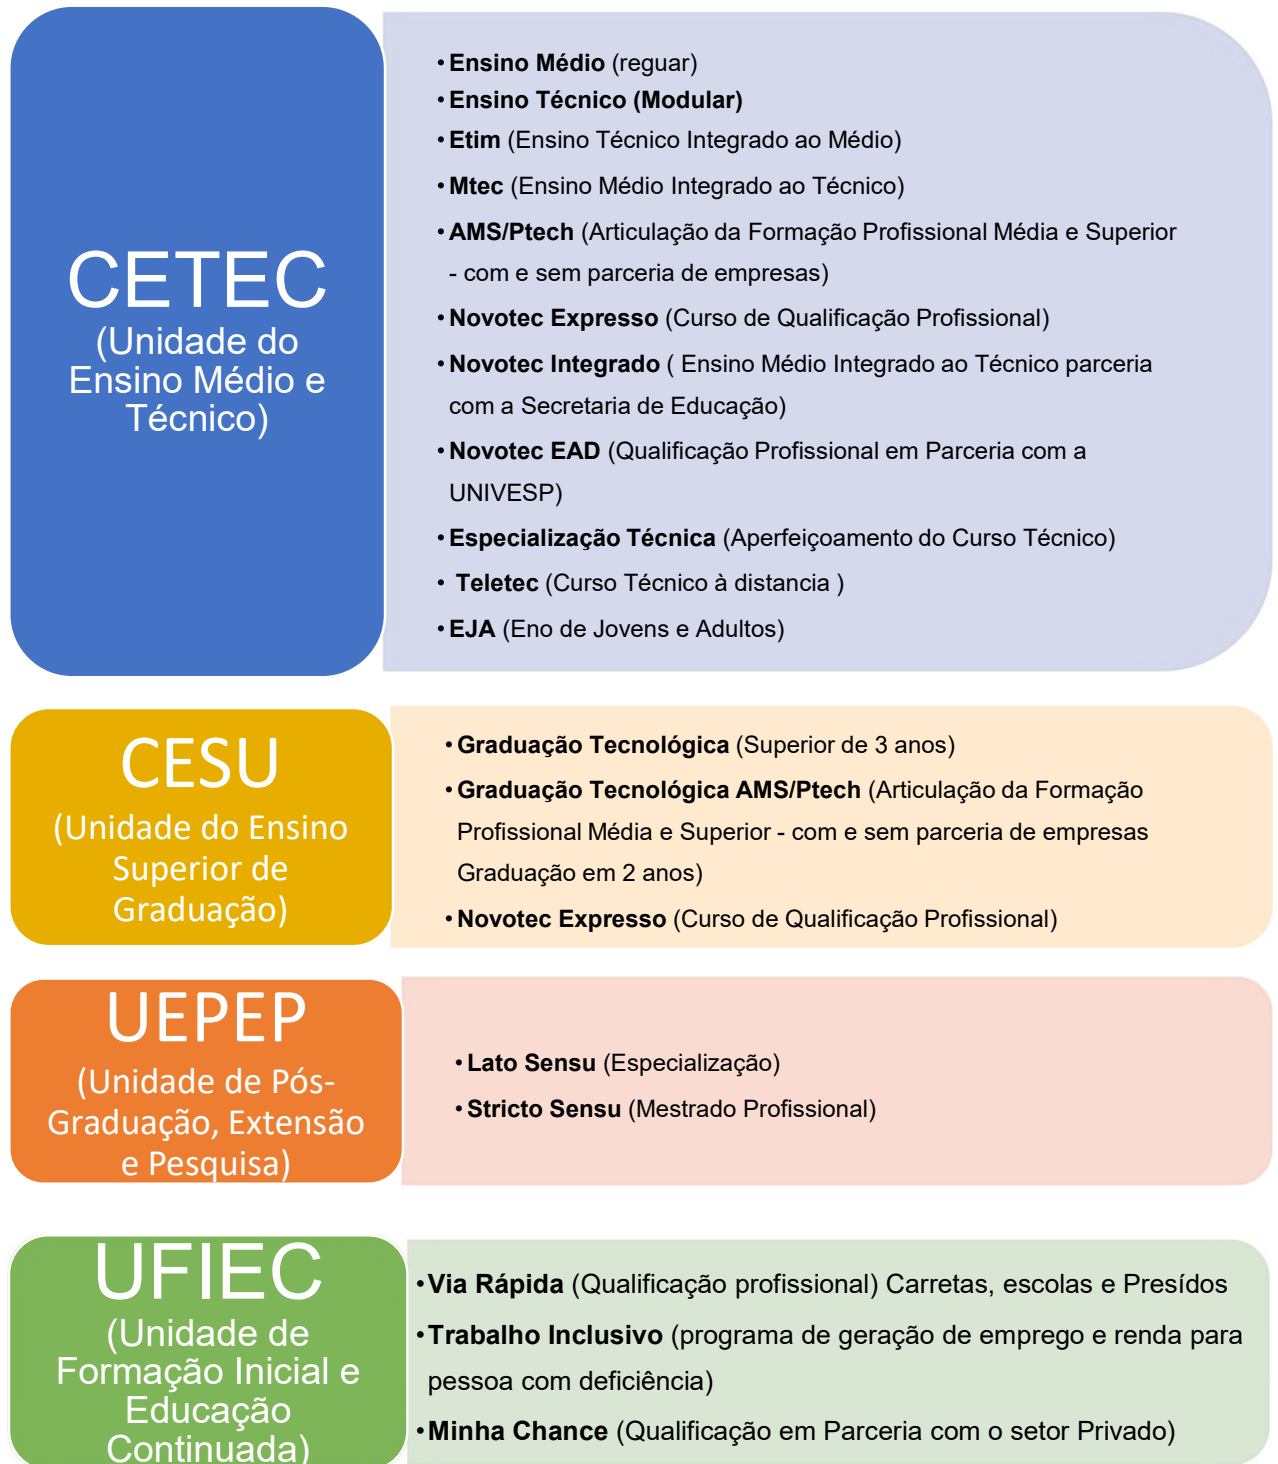 CETEC
(Unidade do
Ensino Médio e
Técnico)
• Ensino Médio (reguar)
• Ensino Técnico (Modular)
• Etim (Ensino Técnico Integrado ao Médio)
• Mtec (Ensino Médio Integrado ao Técnico)
• AMS/Ptech (Articulação da Formação Profissional Média e Superior
- com e sem parceria de empresas)
• Novotec Expresso (Curso de Qualificação Profissional)
• Novotec Integrado ( Ensino Médio Integrado ao Técnico parceria
com a Secretaria de Educação)
• Novotec EAD (Qualificação Profissional em Parceria com a
UNIVESP)
• Especialização Técnica (Aperfeiçoamento do Curso Técnico)
• Teletec (Curso Técnico à distancia )
• EJA (Eno de Jovens e Adultos)
CESU
(Unidade do Ensino
Superior de
Graduação)
• Graduação Tecnológica (Superior de 3 anos)
• Graduação Tecnológica AMS/Ptech (Articulação da Formação
Profissional Média e Superior - com e sem parceria de empresas
Graduação em 2 anos)
• Novotec Expresso (Curso de Qualificação Profissional)
UEPEP
(Unidade de Pós-
Graduação, Extensão
e Pesquisa)
• Lato Sensu (Especialização)
• Stricto Sensu (Mestrado Profissional)
UFIEC
(Unidade de
Formação Inicial e
Educação
Continuada)
• Via Rápida (Qualificação profissional) Carretas, escolas e Presídos
• Trabalho Inclusivo (programa de geração de emprego e renda para
pessoa com deficiência)
• Minha Chance (Qualificação em Parceria com o setor Privado)